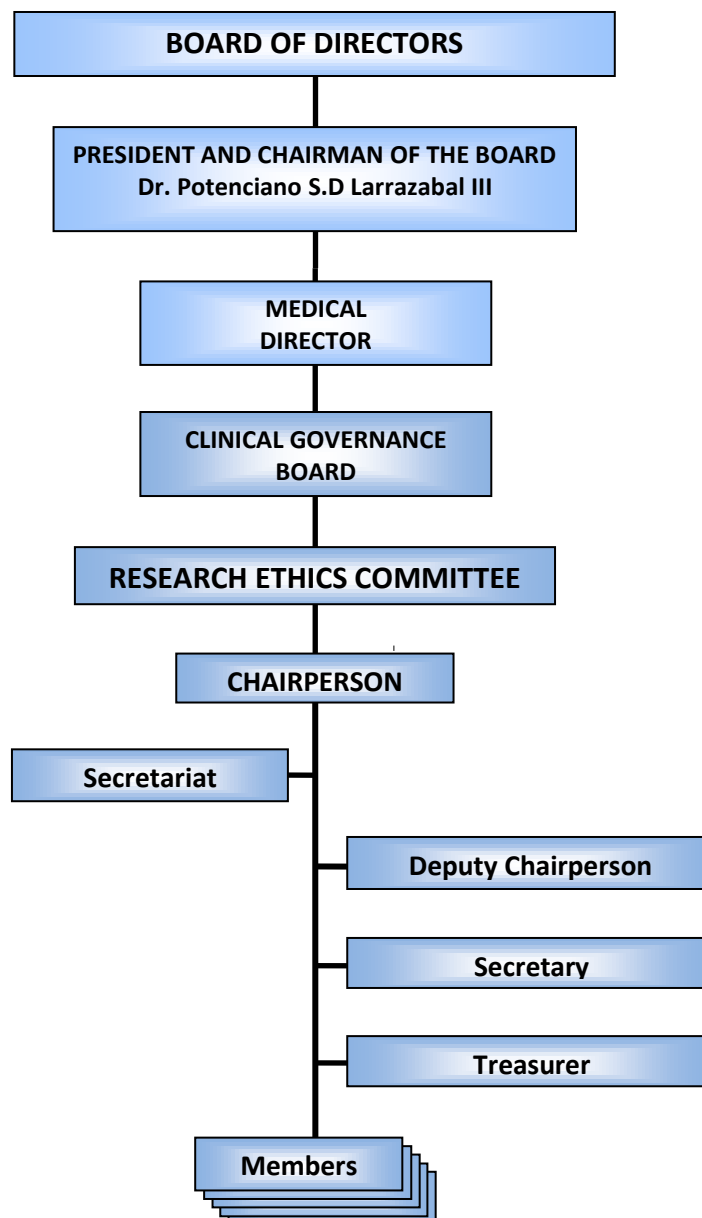 BOARD OF DIRECTORS
PRESIDENT AND CHAIRMAN OF THE BOARD
Dr. Potenciano S.D Larrazabal III
MEDICAL
DIRECTOR
CLINICAL GOVERNANCE
BOARD
RESEARCH ETHICS COMMITTEE
CHAIRPERSON
Secretariat
Deputy Chairperson
Secretary
Treasurer
Members